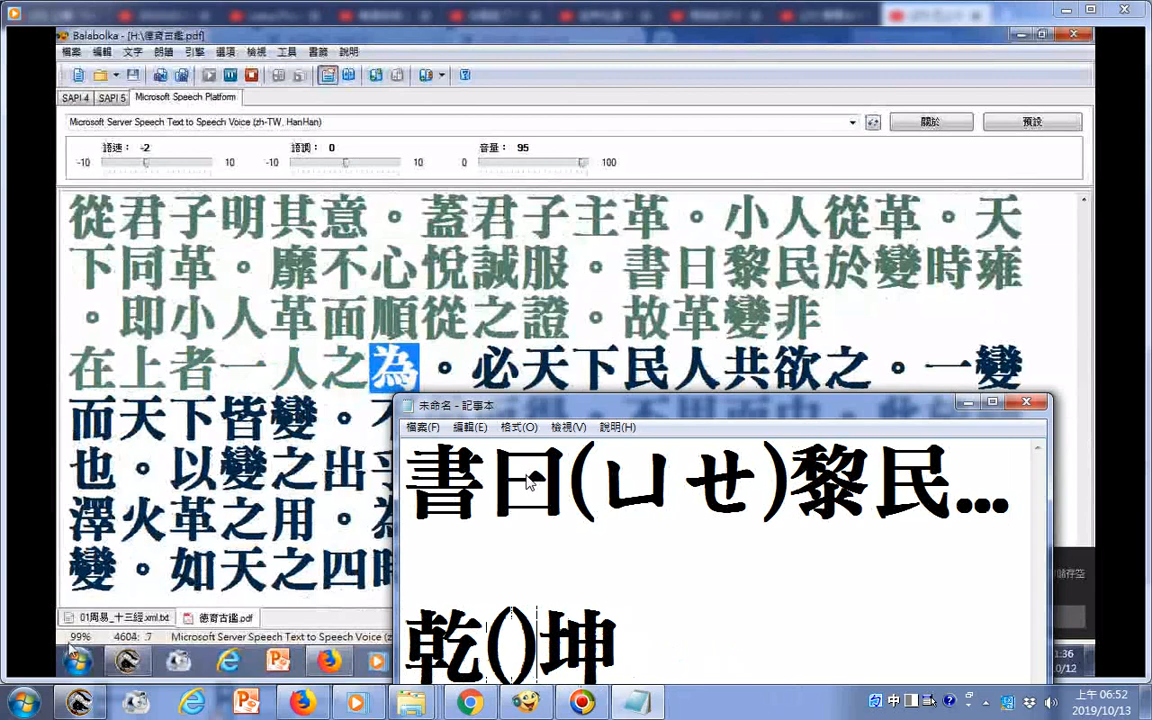 Balabolka - [H:\德育古鑑.pdf]
檔案 編輯 文字 朗讀 引擎 選項 檢視 工具 書籤 說明
SAPI 4 SAPI 5 Microsoft Speech Platform
Microsoft Server Speech Text to Speech Voice (zh-TW, HanHan) 關於 預設
語速： -2 語調： 0 音量： 95
-10 10 -10 10 0 100
從君子明其意。蓋君子主革。小人從革。天
下同革。靡不心悅誠服。書日黎民於變時雍
。即小人革面順從之證。故革變非
在上者一人之為。必天下民人共欲之。一變
而天下皆變。不
也。以變之出乎
澤火革之用。為
變。如天之四時
未命名 - 記事本
檔案(F) 編輯(E) 格式(O) 檢視(V) 說明(H)
書曰(ㄩㄝ)黎民...
乾()坤
01周易_十三經.xml.txt 德育古鑑.pdf
99% 4604: .7 Microsoft Server Speech Text to Speech Voice (z
1:36
0/12
中
上午 06:52
2019/10/13